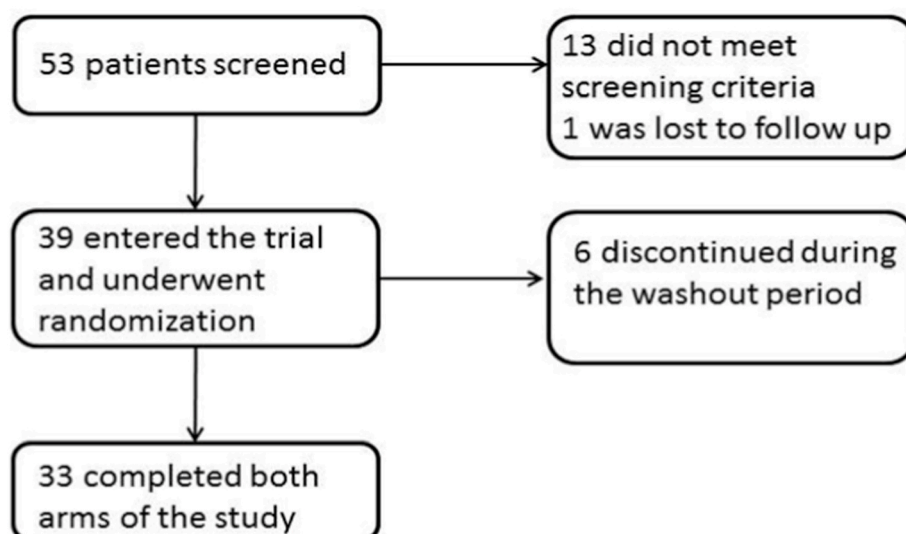 53 patients screened
13 did not meet
screening criteria
1 was lost to follow up
39 entered the trial
and underwent
randomization
6 discontinued during
the washout period
33 completed both
arms of the study